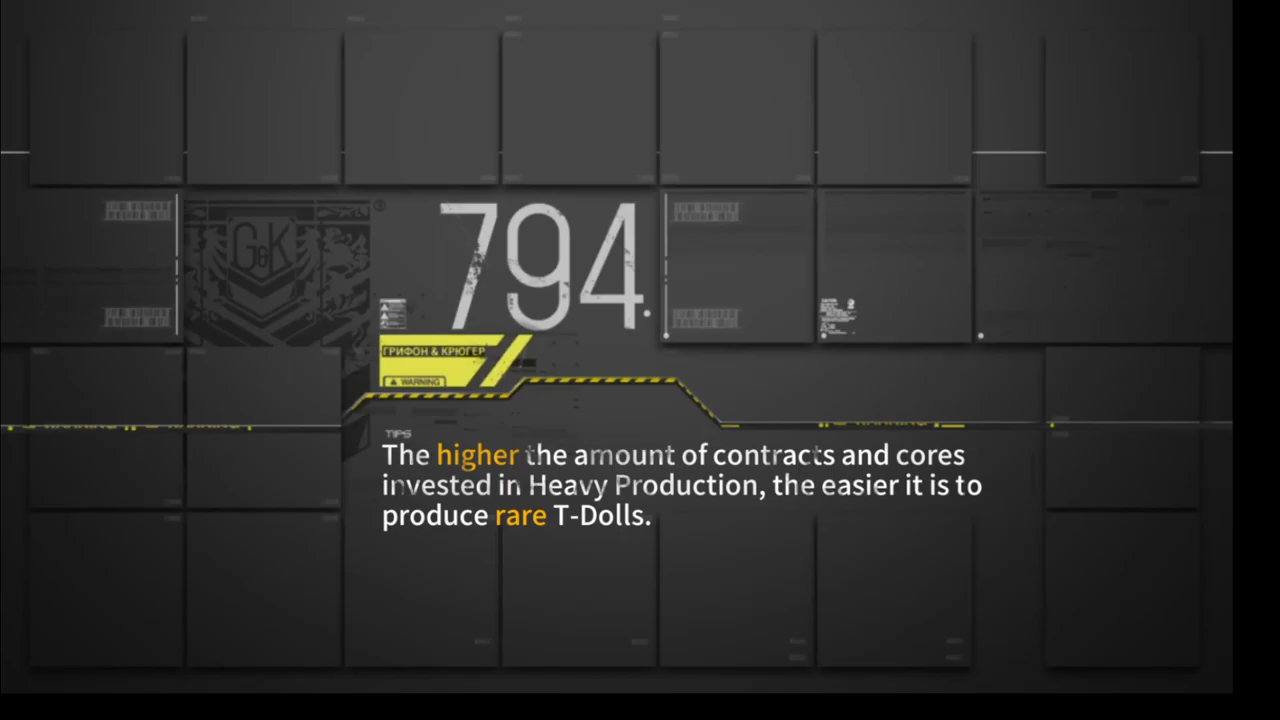 G&K
794.
ГРИФОН & КРЮГЕР
WARNING
TIPS
The higher the amount of contracts and cores
invested in Heavy Production, the easier it is to
produce rare T-Dolls.